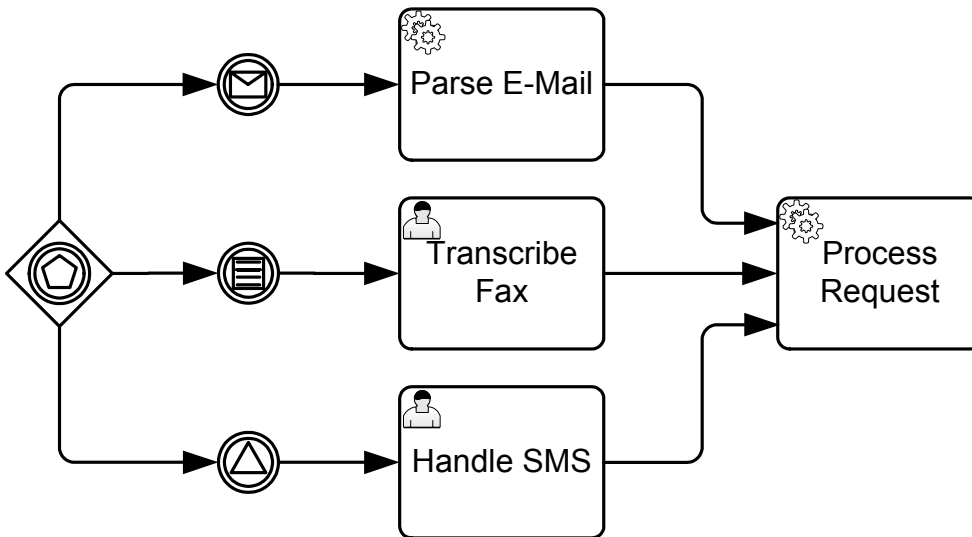 Parse E-Mail
Transcribe
Fax
Process
Request
Handle SMS